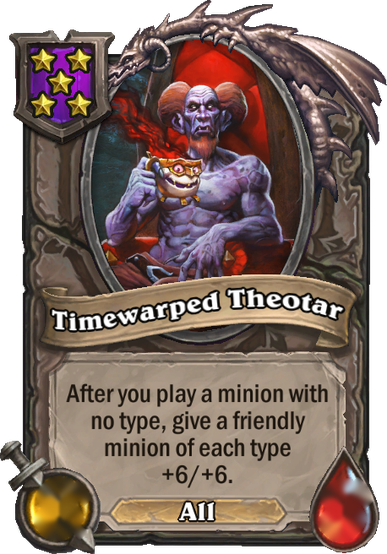 Timewarped Theotar
After you play a minion with
no type, give a friendly
minion of each type
+6/+6.
All